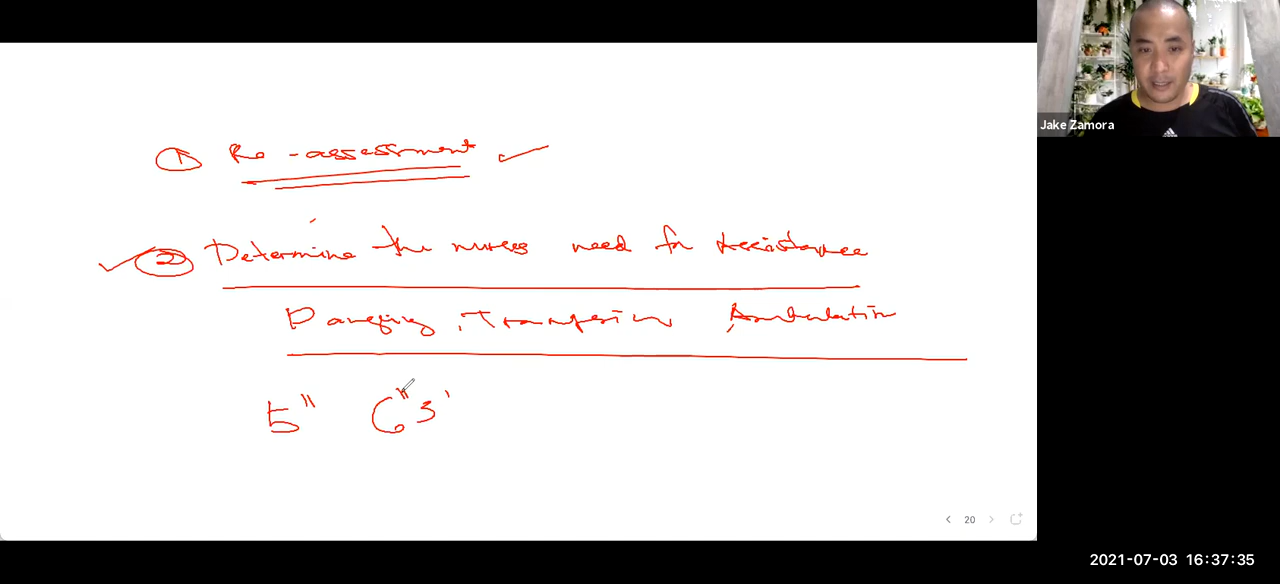 Jake Zamora
① Re-assessment
② Determine the nurses need for Assistance
Dangling, Transfer in Ambulation
5" 6"3'
20
2021-07-03 16:37:35